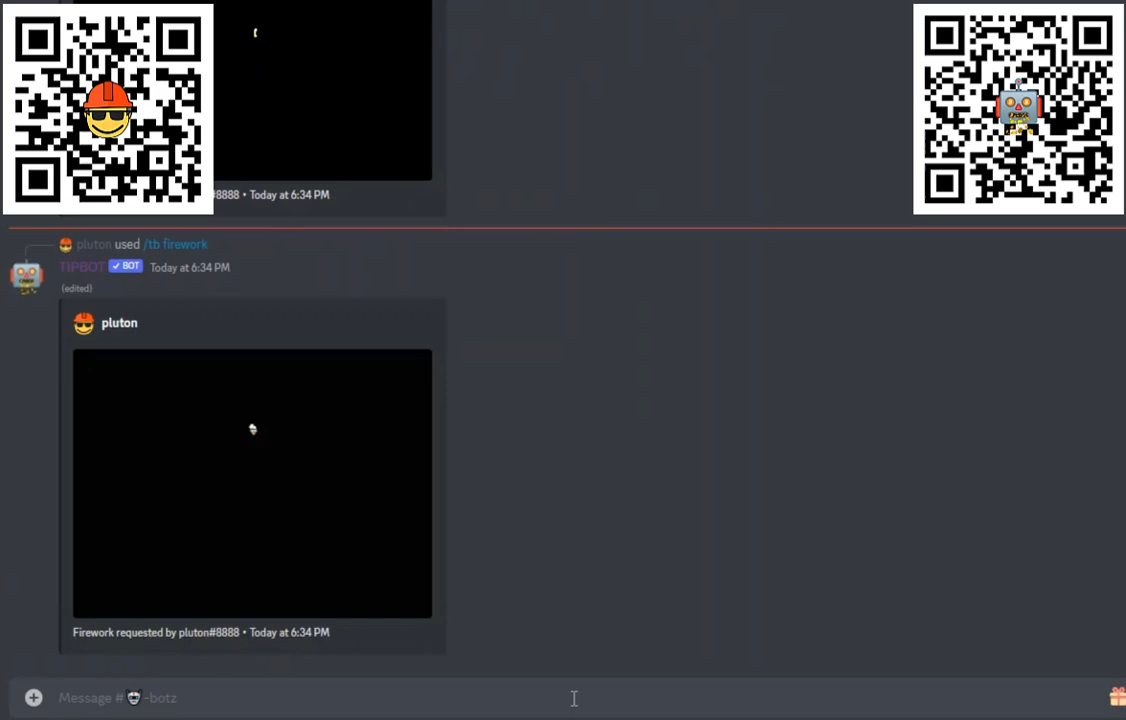 #8888 • Today at 6:34 PM
pluton used /tb firework
TIPBOT ✓ BOT Today at 6:34 PM
(edited)
pluton
Firework requested by pluton#8888 • Today at 6:34 PM
Message # -botz